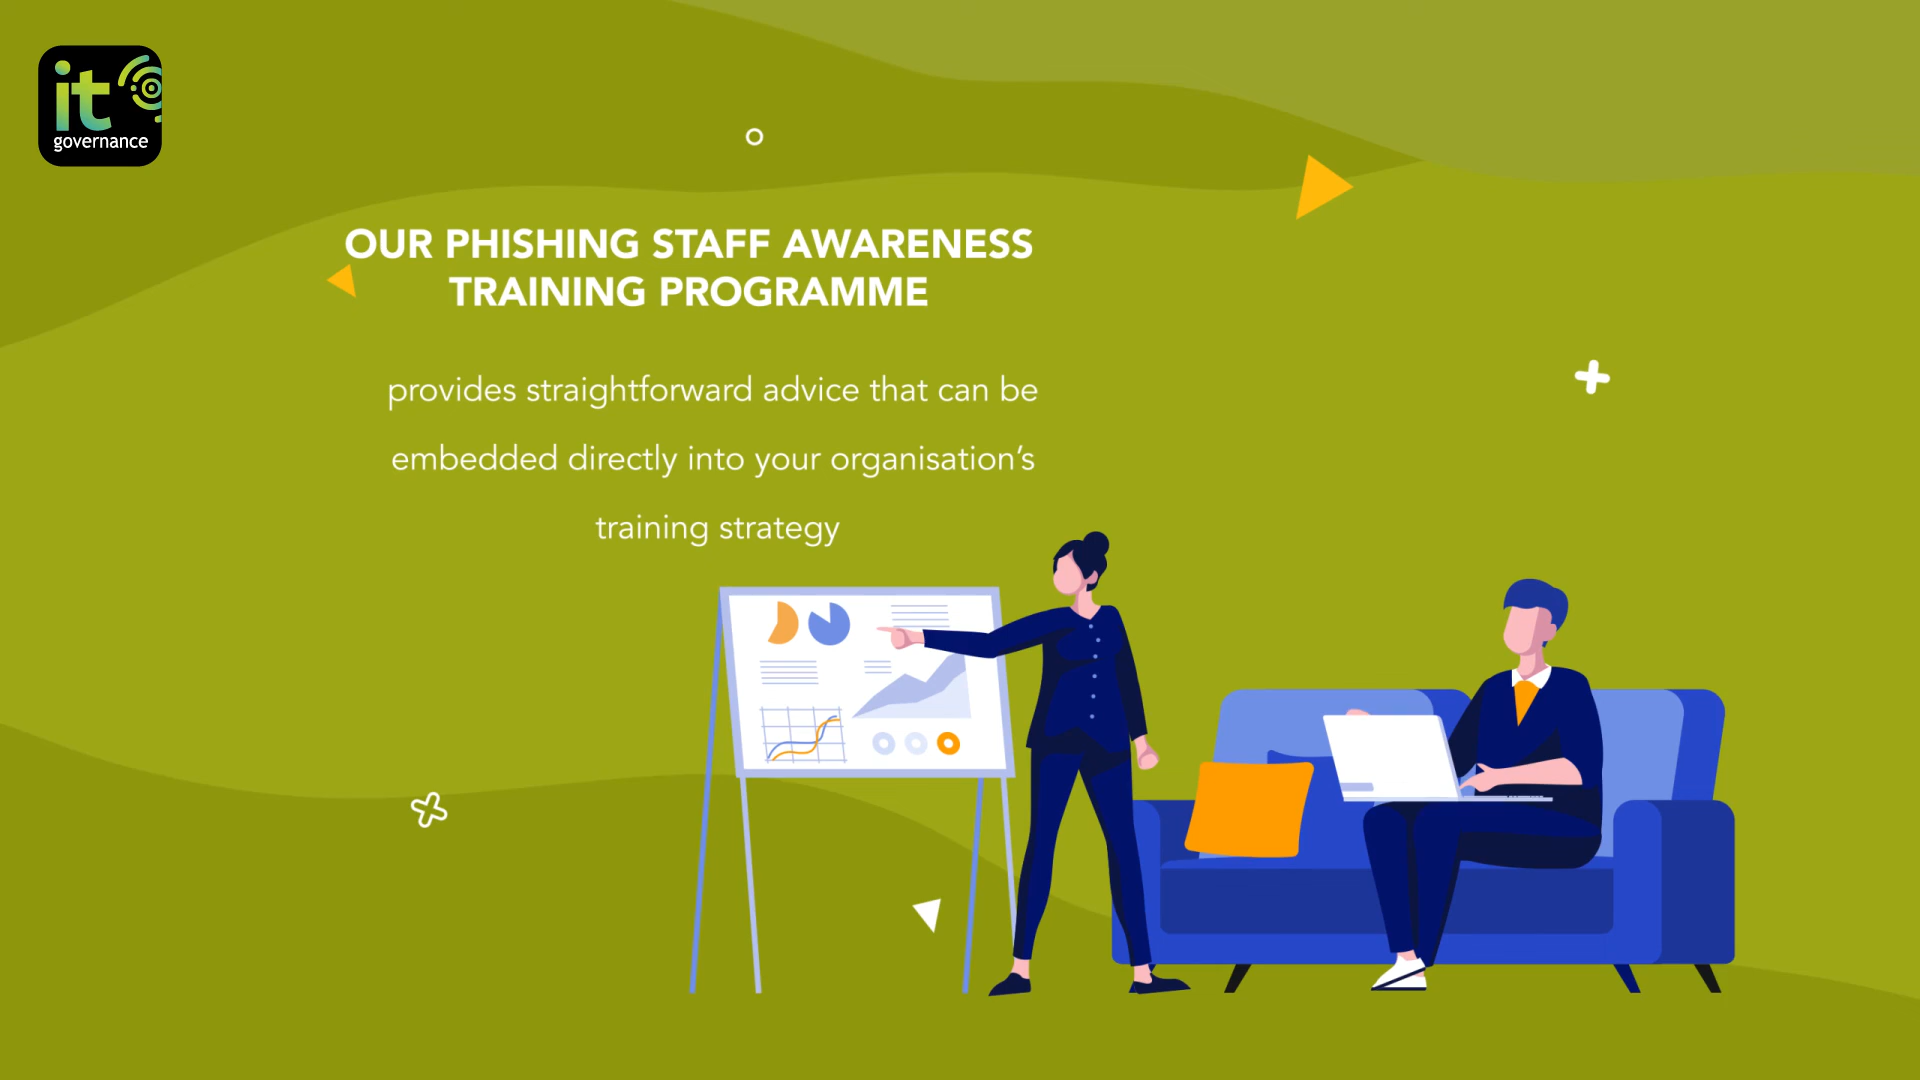 it
governance
OUR PHISHING STAFF AWARENESS
TRAINING PROGRAMME
provides straightforward advice that can be
embedded directly into your organisation’s
training strategy